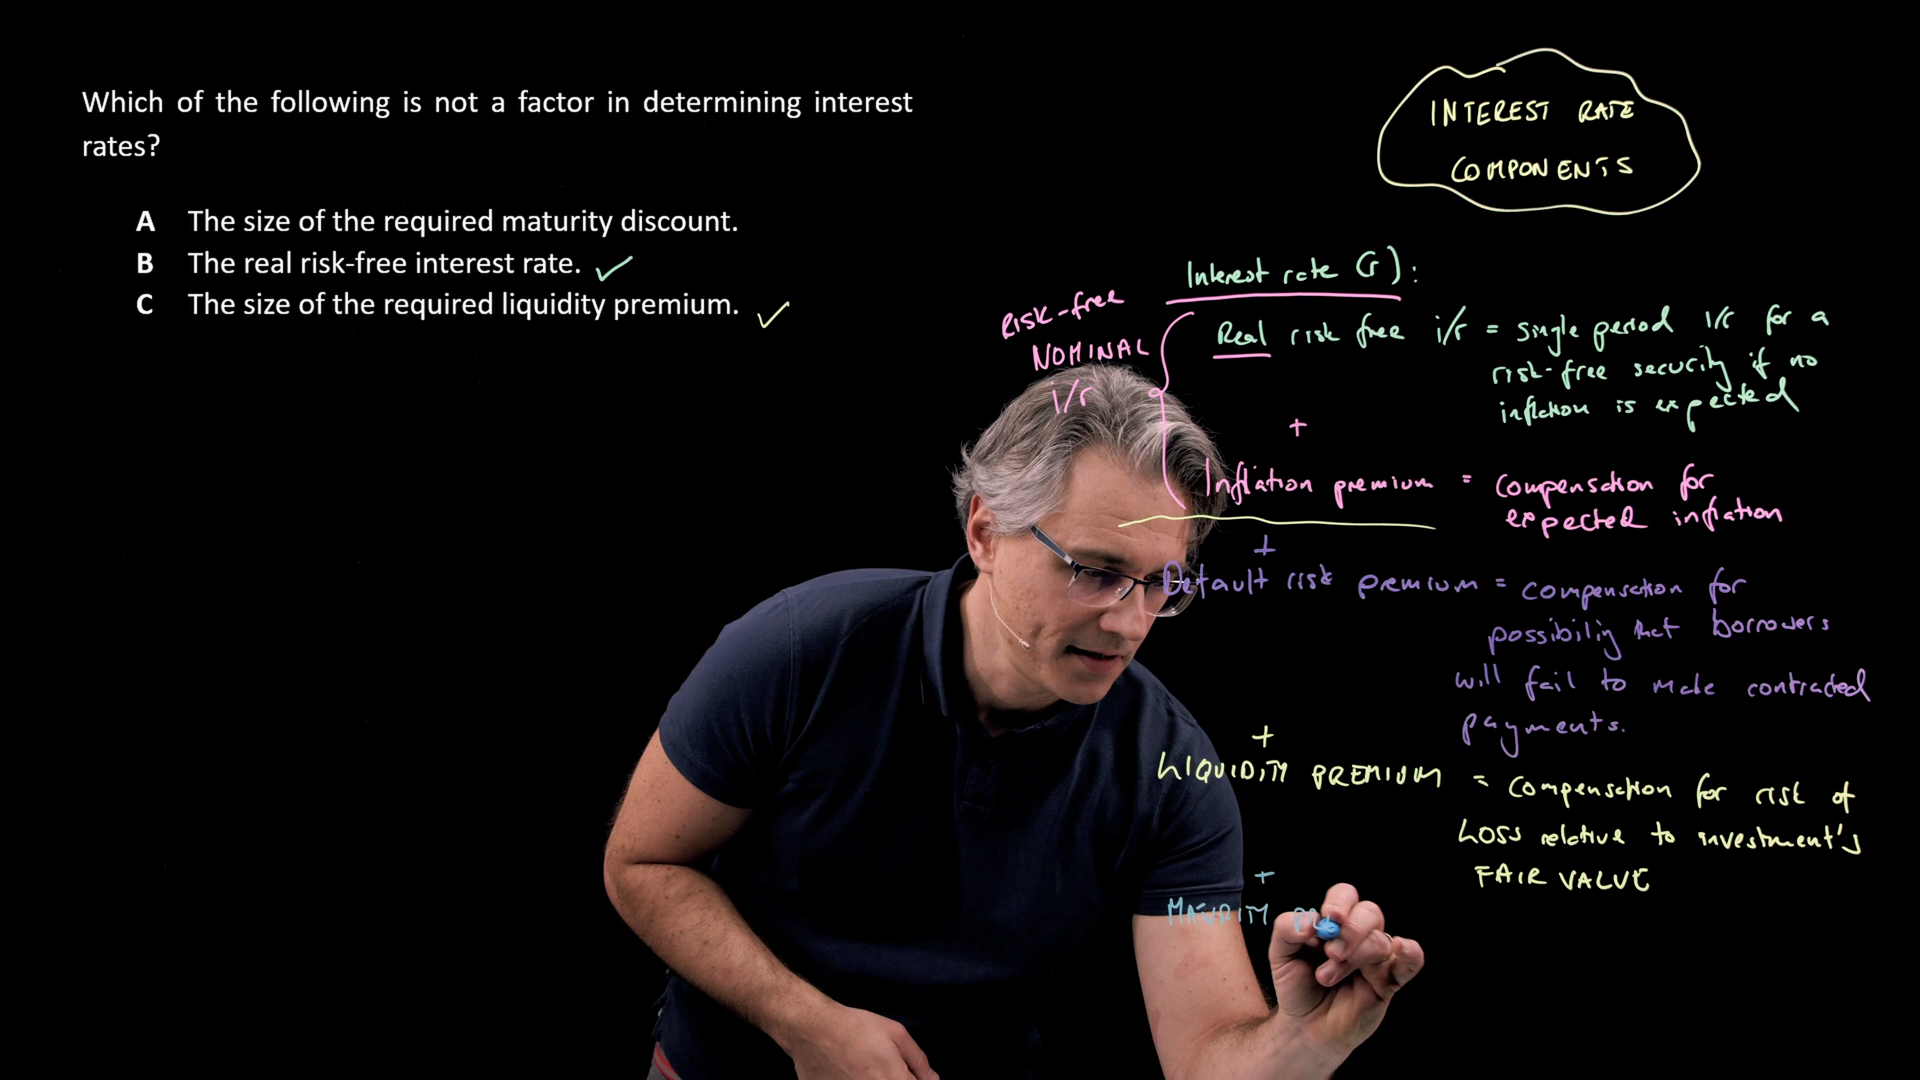 Which of the following is not a factor in determining interest
rates?
A The size of the required maturity discount.
B The real risk-free interest rate.
C The size of the required liquidity premium.
INTEREST RATE
COMPONENTS
Interest rate (r):
Risk-free
NOMINAL
i/r
Real risk free i/r = single period i/r for a
risk-free security if no
inflation is expected
+
Inflation premium = compensation for
expected inflation
+
Default risk premium = compensation for
possibiliy that borrowers
will fail to make contracted
payments.
+
LIQUIDITY PREMIUM = compensation for risk of
LOSS relative to investment's
FAIR VALUE
+
MATURITY